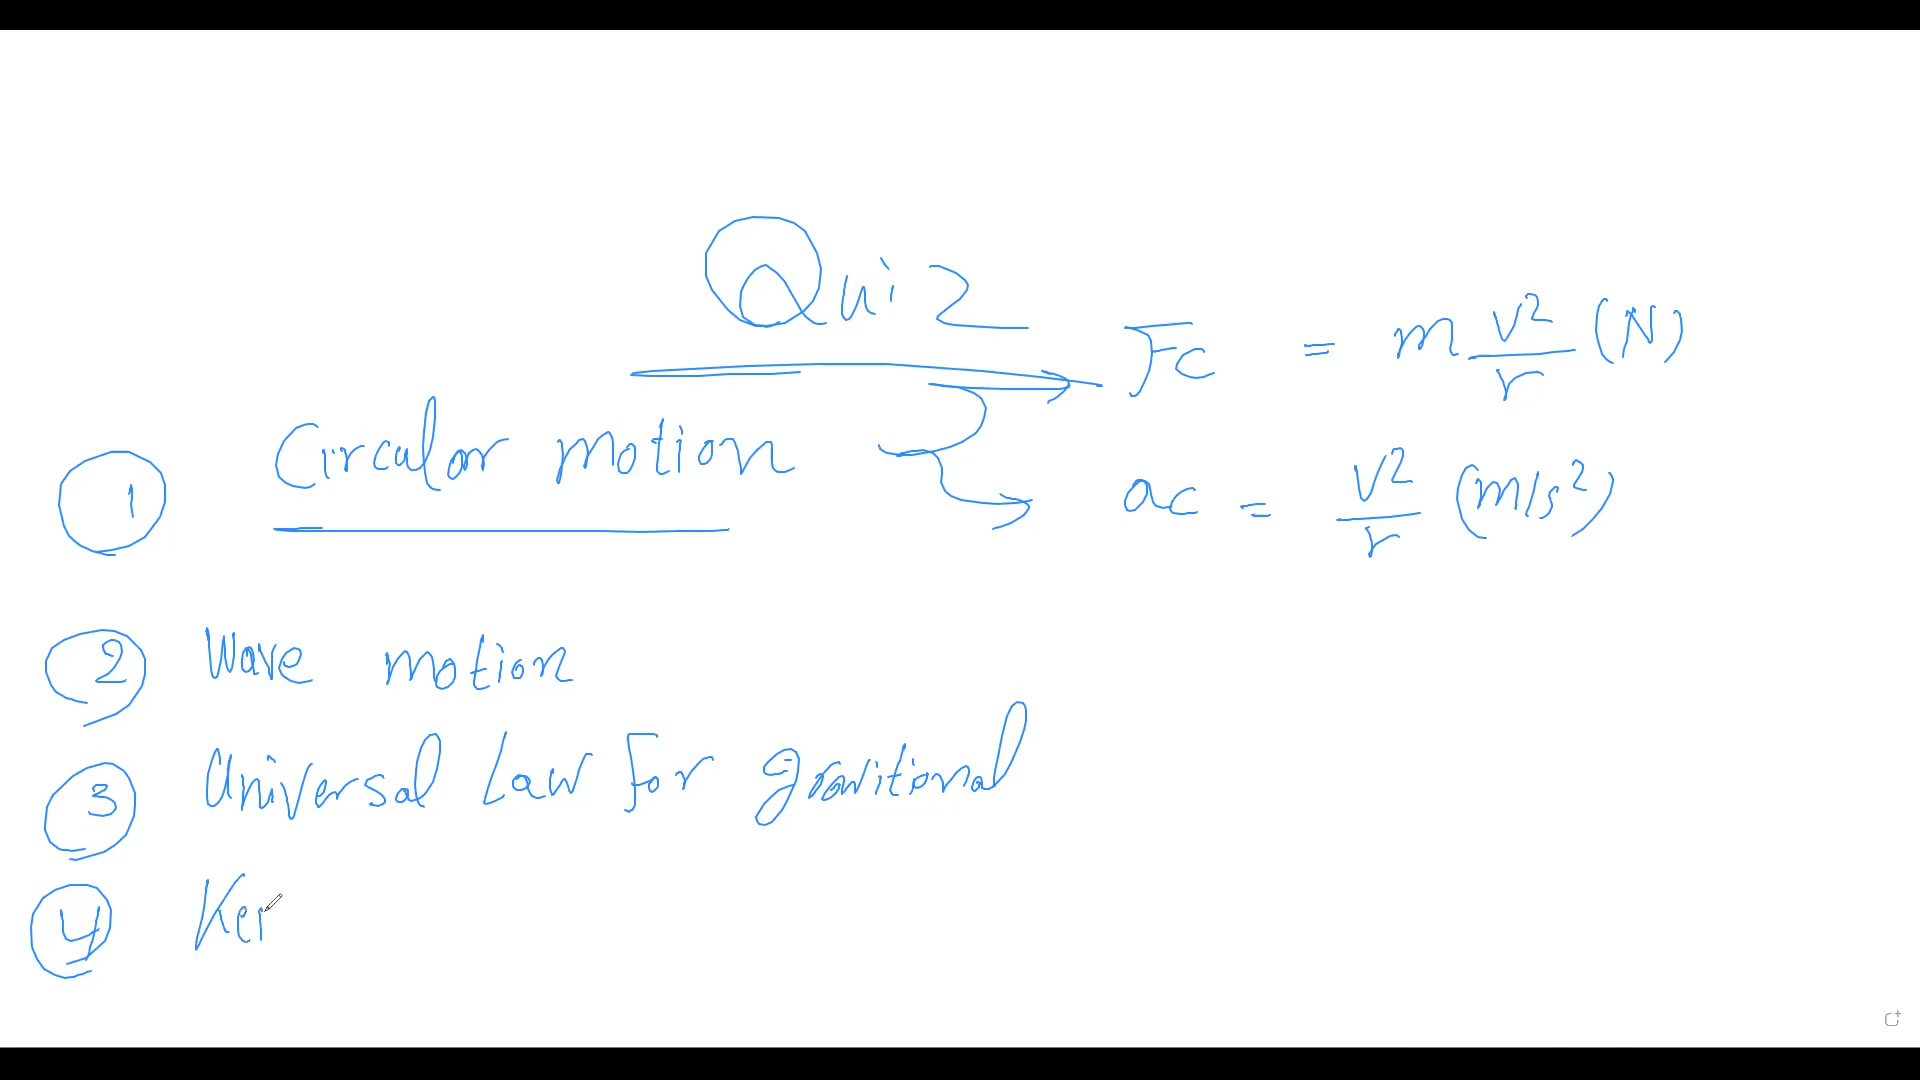 Quiz
Fc = m v²/r (N)
1 Circular motion
ac = v²/r (m/s²)
2 Wave motion
3 Universal Law For gravitional
4 Ker